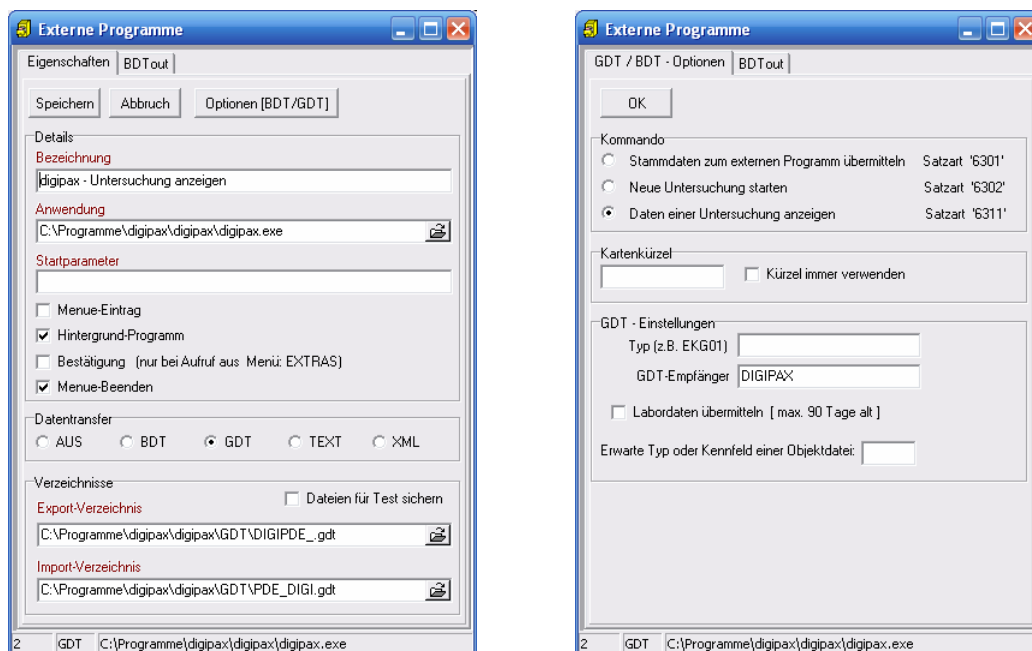 Externe Programme
Eigenschaften BDTout
Speichern Abbruch Optionen [BDT/GDT]
Details
Bezeichnung
digipax - Untersuchung anzeigen
Anwendung
C:\Programme\digipax\digipax\digipax.exe
Startparameter
Menue-Eintrag
Hintergrund-Programm
Bestätigung (nur bei Aufruf aus Menü: EXTRAS)
Menue-Beenden
Datentransfer
AUS BDT GDT TEXT XML
Verzeichnisse
Dateien für Test sichern
Export-Verzeichnis
C:\Programme\digipax\digipax\GDT\DIGIPDE_.gdt
Import-Verzeichnis
C:\Programme\digipax\digipax\GDT\PDE_DIGI.gdt
2 GDT C:\Programme\digipax\digipax\digipax.exe
Externe Programme
GDT / BDT - Optionen BDTout
OK
Kommando
Stammdaten zum externen Programm übermitteln Satzart '6301'
Neue Untersuchung starten Satzart '6302'
Daten einer Untersuchung anzeigen Satzart '6311'
Kartenkürzel
Kürzel immer verwenden
GDT - Einstellungen
Typ (z.B. EKG01)
GDT-Empfänger DIGIPAX
Labordaten übermitteln [ max. 90 Tage alt ]
Erwarte Typ oder Kennfeld einer Objektdatei:
2 GDT C:\Programme\digipax\digipax\digipax.exe